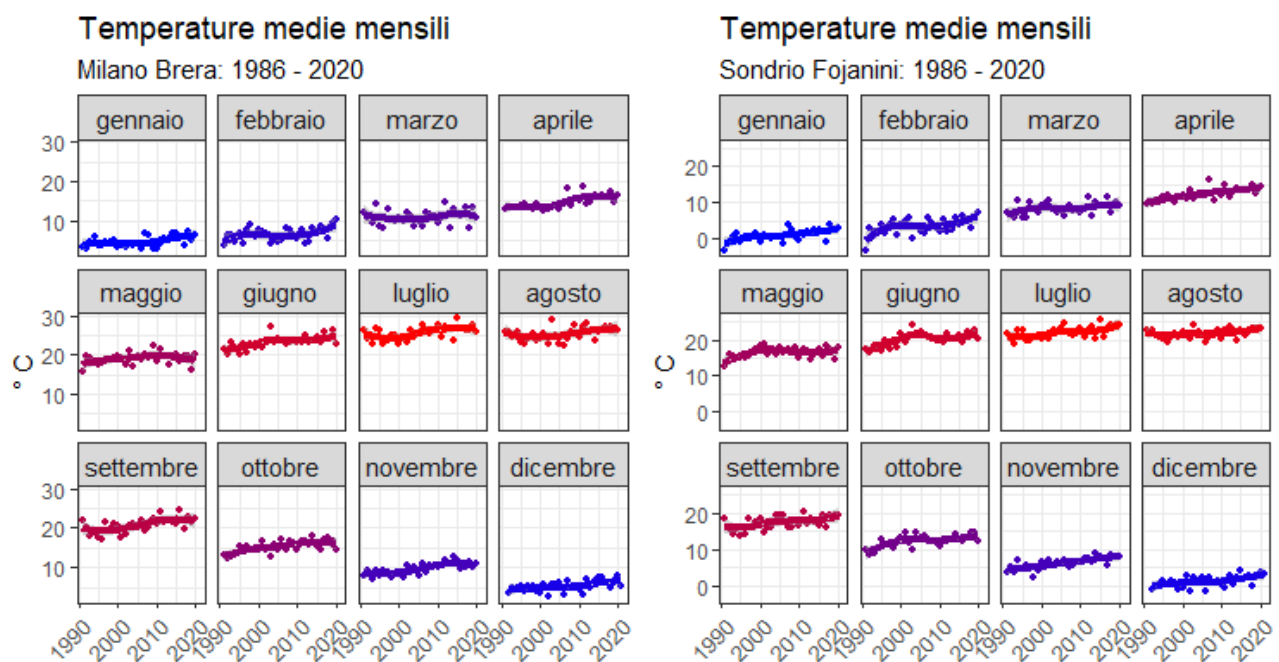 Temperature medie mensili
Milano Brera: 1986 - 2020
gennaio febbraio marzo aprile
30
20
10
maggio giugno luglio agosto
30
20
10
settembre ottobre novembre dicembre
30
20
10
° C
1990 2000 2010 2020 1990 2000 2010 2020 1990 2000 2010 2020 1990 2000 2010 2020
Temperature medie mensili
Sondrio Fojanini: 1986 - 2020
gennaio febbraio marzo aprile
20
10
0
maggio giugno luglio agosto
20
10
0
settembre ottobre novembre dicembre
20
10
0
° C
1990 2000 2010 2020 1990 2000 2010 2020 1990 2000 2010 2020 1990 2000 2010 2020